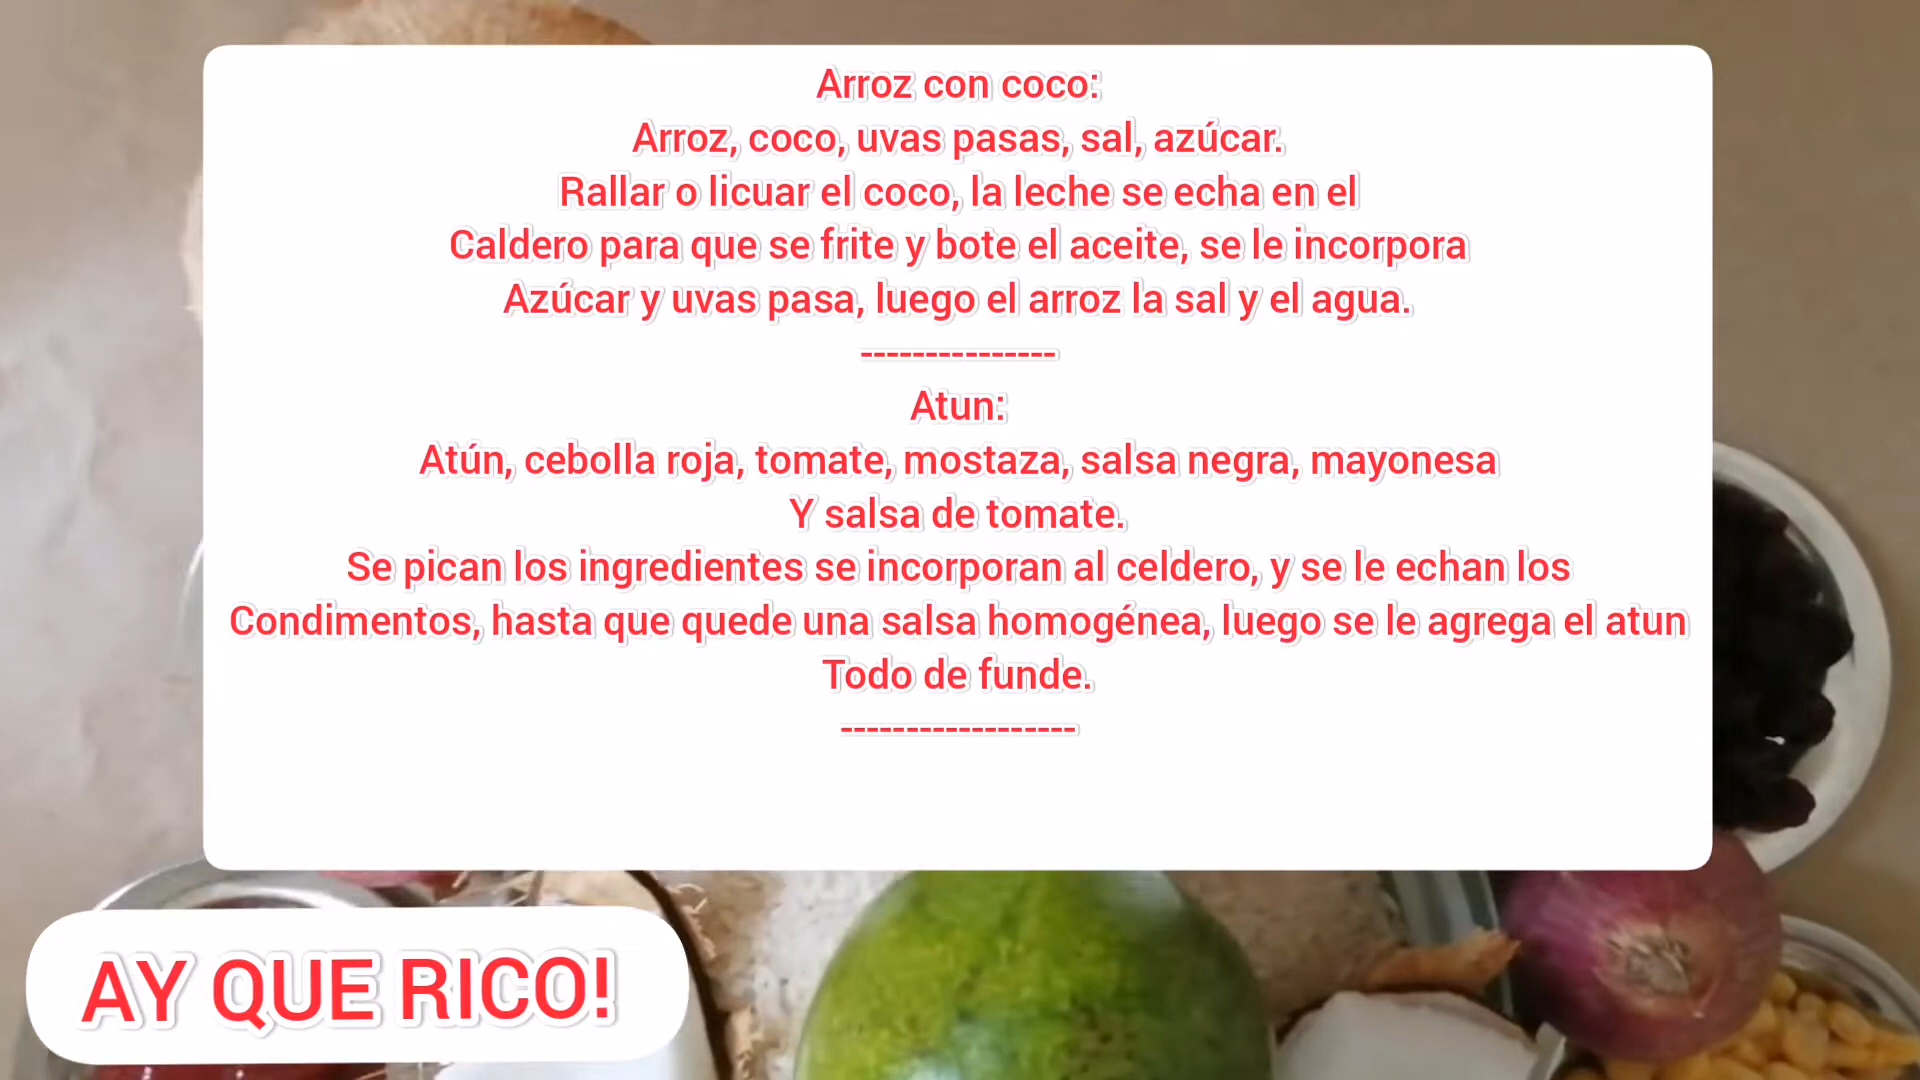 Arroz con coco:
Arroz, coco, uvas pasas, sal, azúcar.
Rallar o licuar el coco, la leche se echa en el
Caldero para que se frite y bote el aceite, se le incorpora
Azúcar y uvas pasa, luego el arroz la sal y el agua.
---------------
Atun:
Atún, cebolla roja, tomate, mostaza, salsa negra, mayonesa
Y salsa de tomate.
Se pican los ingredientes se incorporan al celdero, y se le echan los
Condimentos, hasta que quede una salsa homogénea, luego se le agrega el atun
Todo de funde.
------------------
AY QUE RICO!